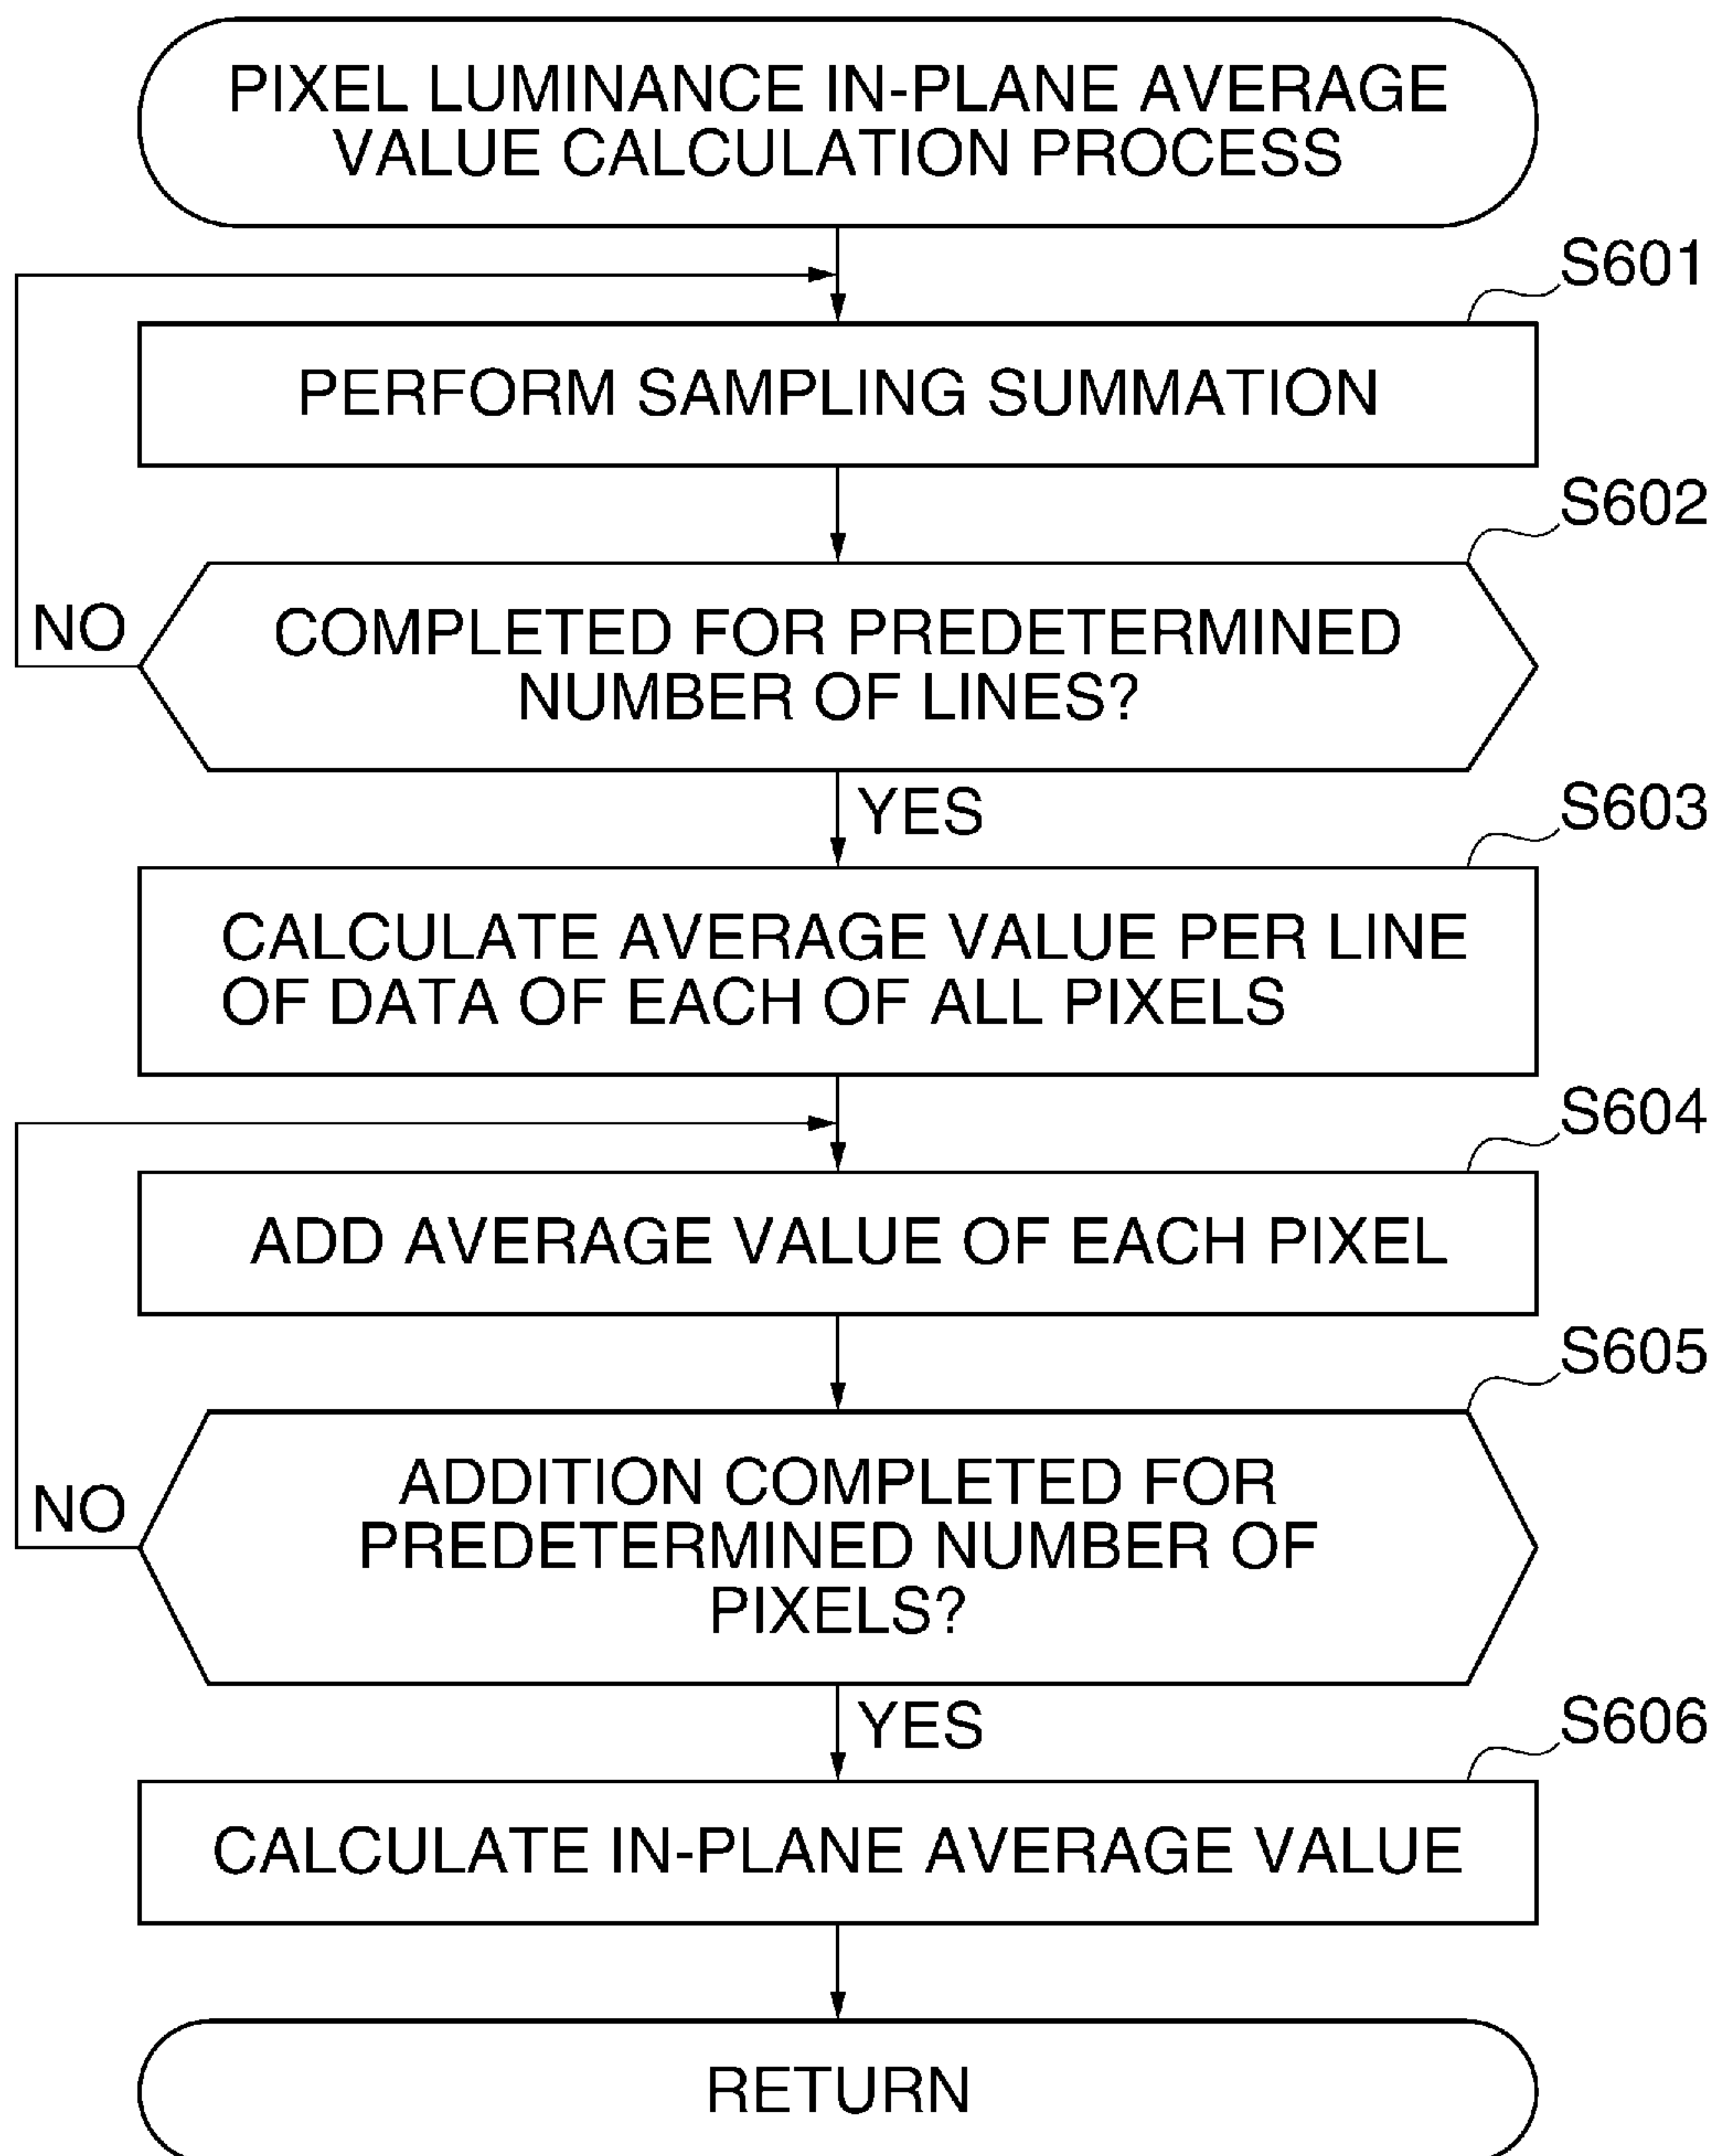 PIXEL LUMINANCE IN-PLANE AVERAGE
VALUE CALCULATION PROCESS
S601
PERFORM SAMPLING SUMMATION
S602
NO
COMPLETED FOR PREDETERMINED
NUMBER OF LINES?
YES
S603
CALCULATE AVERAGE VALUE PER LINE
OF DATA OF EACH OF ALL PIXELS
S604
ADD AVERAGE VALUE OF EACH PIXEL
S605
NO
ADDITION COMPLETED FOR
PREDETERMINED NUMBER OF
PIXELS?
YES
S606
CALCULATE IN-PLANE AVERAGE VALUE
RETURN